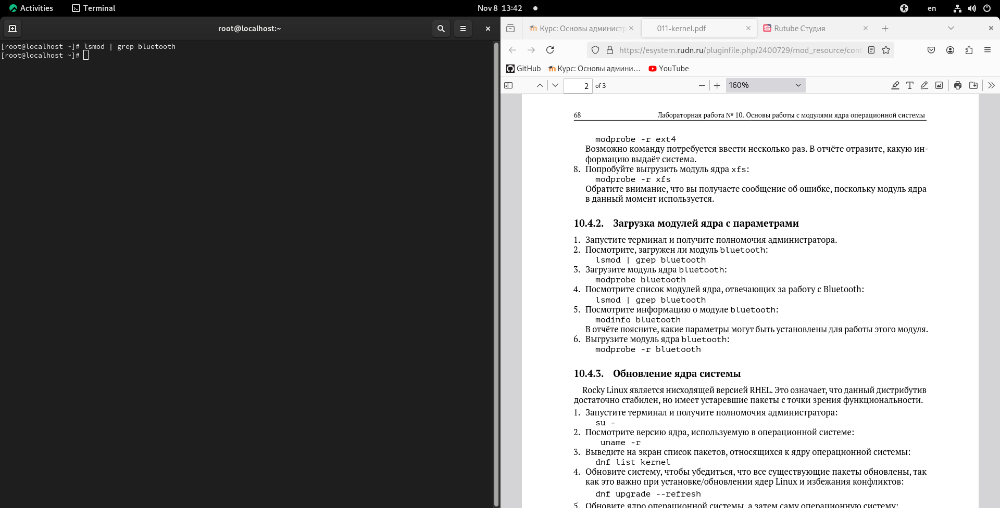 Activities
Terminal
Nov 8 13:42
en
root@localhost:~
[root@localhost ~]# lsmod | grep bluetooth
[root@localhost ~]#
Курс: Основы администр
011-kernel.pdf
Rutube Студия
https://esystem.rudn.ru/pluginfile.php/2400729/mod_resource/cont
GitHub
Курс: Основы админи…
YouTube
2 of 3
160%
68
Лабораторная работа № 10. Основы работы с модулями ядра операционной системы
modprobe -r ext4
Возможно команду потребуется ввести несколько раз. В отчёте отразите, какую ин-
формацию выдаёт система.
8. Попробуйте выгрузить модуль ядра xfs:
modprobe -r xfs
Обратите внимание, что вы получаете сообщение об ошибке, поскольку модуль ядра
в данный момент используется.
10.4.2. Загрузка модулей ядра с параметрами
1. Запустите терминал и получите полномочия администратора.
2. Посмотрите, загружен ли модуль bluetooth:
lsmod | grep bluetooth
3. Загрузите модуль ядра bluetooth:
modprobe bluetooth
4. Посмотрите список модулей ядра, отвечающих за работу с Bluetooth:
lsmod | grep bluetooth
5. Посмотрите информацию о модуле bluetooth:
modinfo bluetooth
В отчёте поясните, какие параметры могут быть установлены для работы этого модуля.
6. Выгрузите модуль ядра bluetooth:
modprobe -r bluetooth
10.4.3. Обновление ядра системы
Rocky Linux является нисходящей версией RHEL. Это означает, что данный дистрибутив
достаточно стабилен, но имеет устаревшие пакеты с точки зрения функциональности.
1. Запустите терминал и получите полномочия администратора:
su -
2. Посмотрите версию ядра, используемую в операционной системе:
uname -r
3. Выведите на экран список пакетов, относящихся к ядру операционной системы:
dnf list kernel
4. Обновите систему, чтобы убедиться, что все существующие пакеты обновлены, так
как это важно при установке/обновлении ядер Linux и избежания конфликтов:
dnf upgrade --refresh
5. Обновите ядро операционной системы, а затем саму операционную систему: